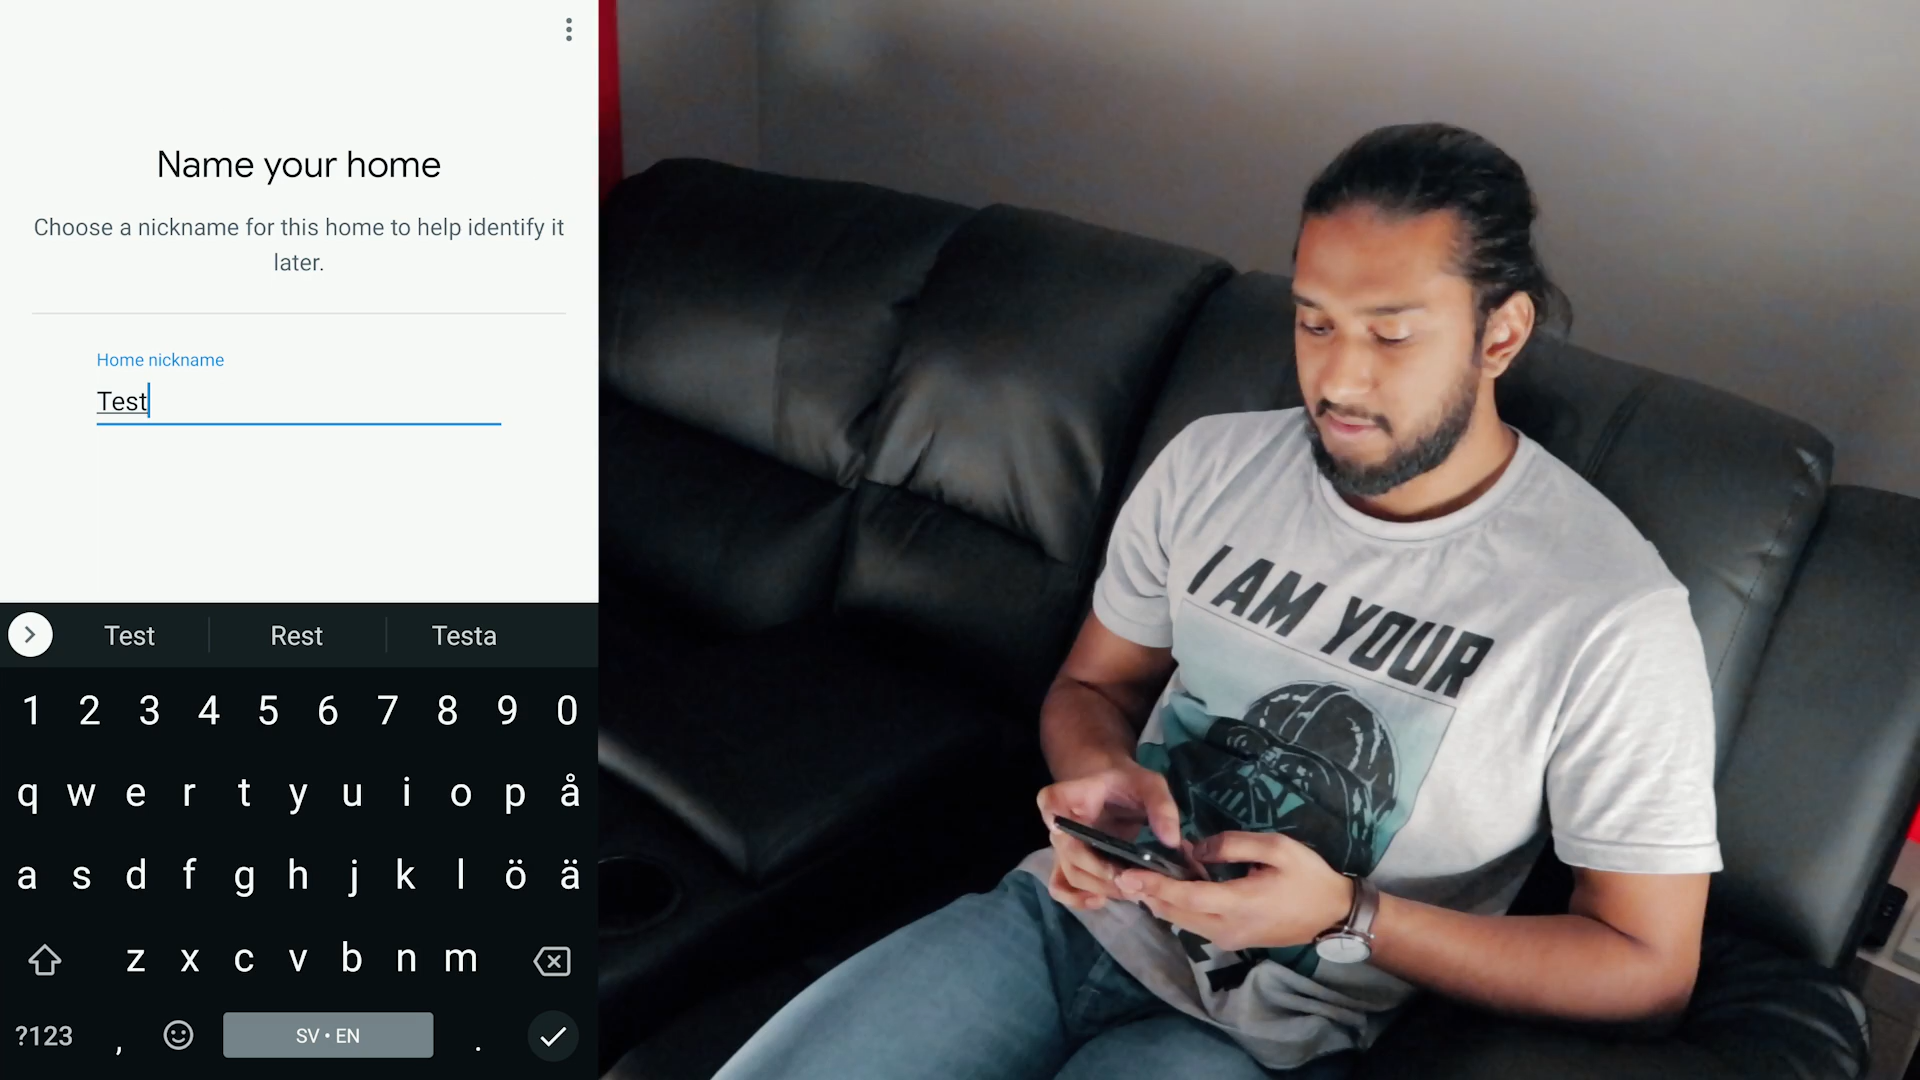 Name your home
Choose a nickname for this home to help identify it
later.
Home nickname
Test
Test Rest Testa
1 2 3 4 5 6 7 8 9 0
q w e r t y u i o p å
a s d f g h j k l ö ä
z x c v b n m
?123 , SV • EN .
I AM YOUR